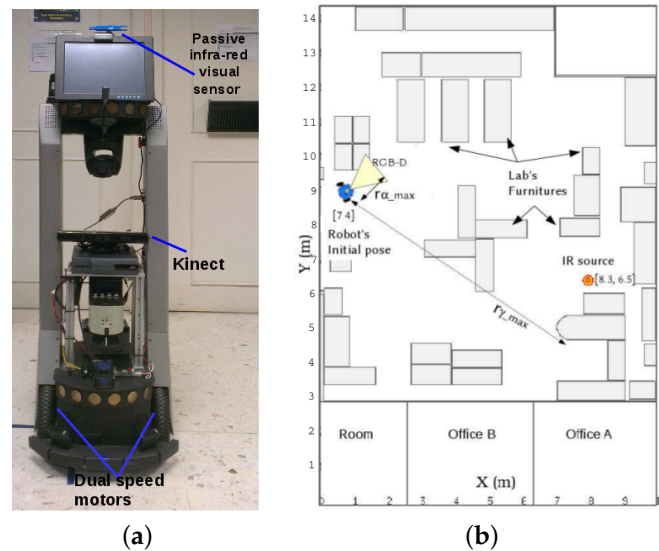 Passive
infra-red
visual
sensor
Kinect
Dual speed
motors
(a)
14
13
12
11
10
9
8
7
6
5
4
3
2
1
Y (m)
RGB-D
rα_max
[7 4]
Robot's
Initial pose
Lab's
Furnitures
IR source
[8.3, 6.5]
rγ_max
Room
Office B
Office A
X (m)
0 1 2 3 4 5 6 7 8 9
(b)